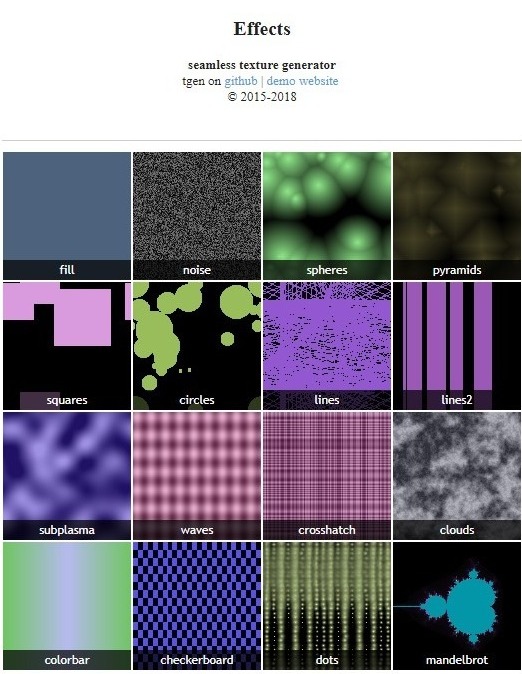 Effects
seamless texture generator
tgen on github | demo website
© 2015-2018
fill
noise
spheres
pyramids
squares
circles
lines
lines2
subplasma
waves
crosshatch
clouds
colorbar
checkerboard
dots
mandelbrot